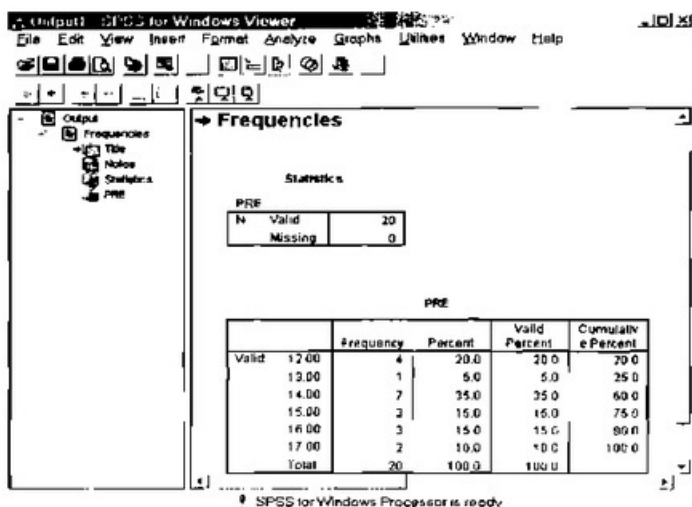 Output1 - SPSS for Windows Viewer
File Edit View Insert Format Analyze Graphs Utilities Window Help
Output
Frequencies
Title
Notes
Statistics
PRE
Frequencies
Statistics
PRE
N Valid 20
Missing 0
PRE
Frequency Percent Valid Percent Cumulativ e Percent
Valid 12.00 4 20.0 20.0 20.0
13.00 1 5.0 5.0 25.0
14.00 7 35.0 35.0 60.0
15.00 3 15.0 15.0 75.0
16.00 3 15.0 15.0 90.0
17.00 2 10.0 10.0 100.0
Total 20 100.0 100.0
SPSS for Windows Processor is ready